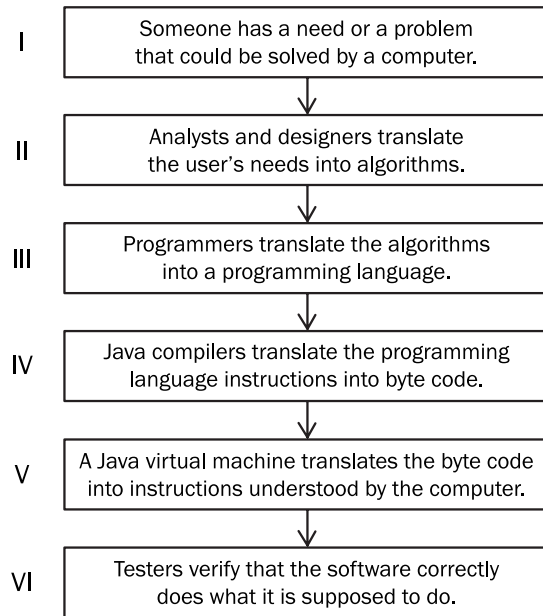 I
Someone has a need or a problem
that could be solved by a computer.
II
Analysts and designers translate
the user's needs into algorithms.
III
Programmers translate the algorithms
into a programming language.
IV
Java compilers translate the programming
language instructions into byte code.
V
A Java virtual machine translates the byte code
into instructions understood by the computer.
VI
Testers verify that the software correctly
does what it is supposed to do.